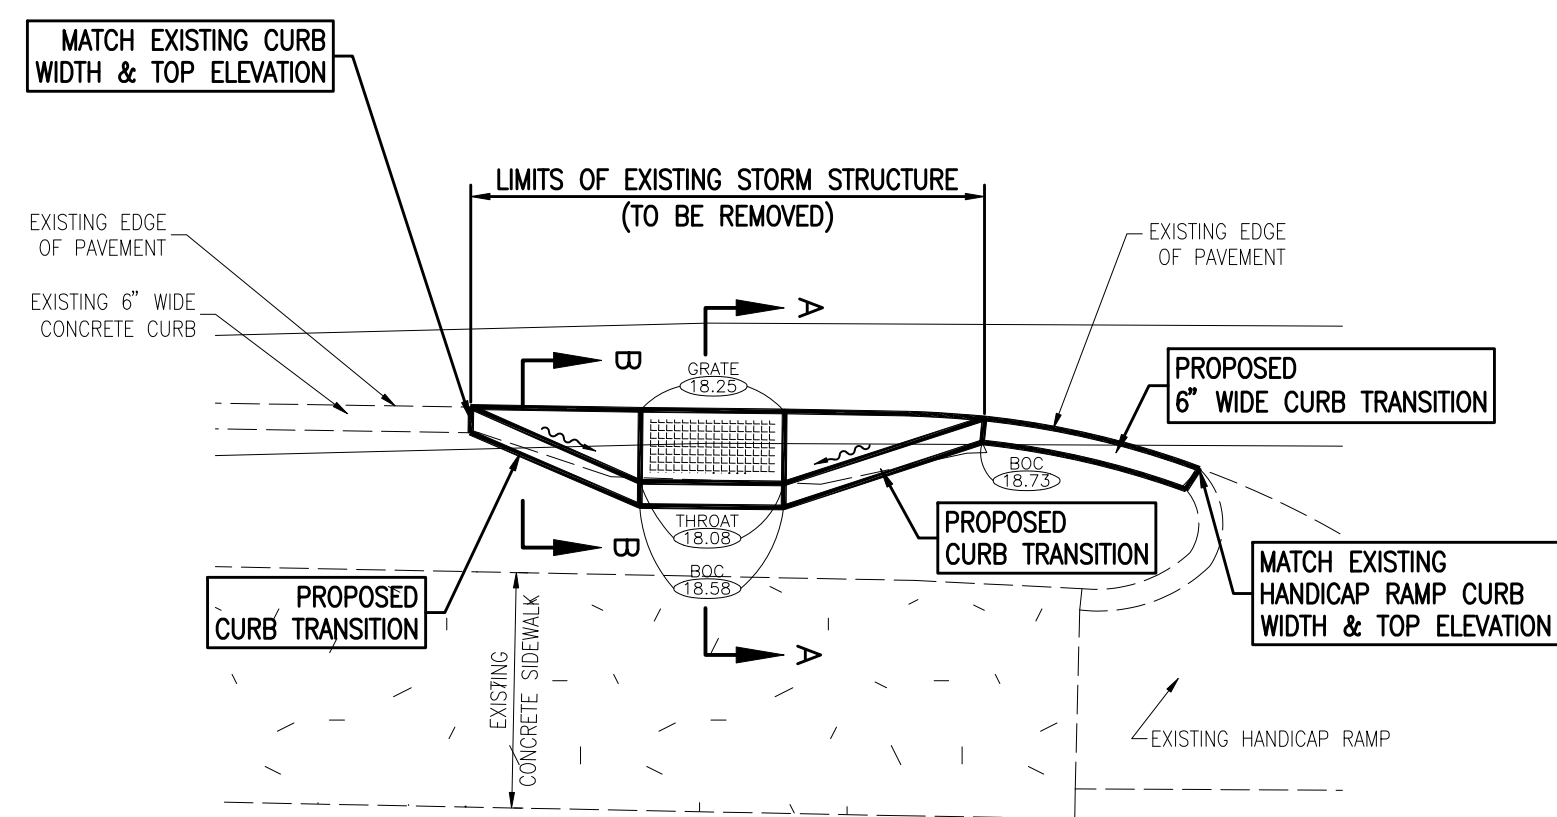 MATCH EXISTING CURB
WIDTH & TOP ELEVATION
LIMITS OF EXISTING STORM STRUCTURE
(TO BE REMOVED)
EXISTING EDGE
OF PAVEMENT
EXISTING 6" WIDE
CONCRETE CURB
EXISTING EDGE
OF PAVEMENT
A
B
GRATE
18.25
PROPOSED
6" WIDE CURB TRANSITION
BOC
18.73
THROAT
18.08
B
BOC
18.58
PROPOSED
CURB TRANSITION
PROPOSED
CURB TRANSITION
MATCH EXISTING
HANDICAP RAMP CURB
WIDTH & TOP ELEVATION
A
EXISTING
CONCRETE SIDEWALK
EXISTING HANDICAP RAMP